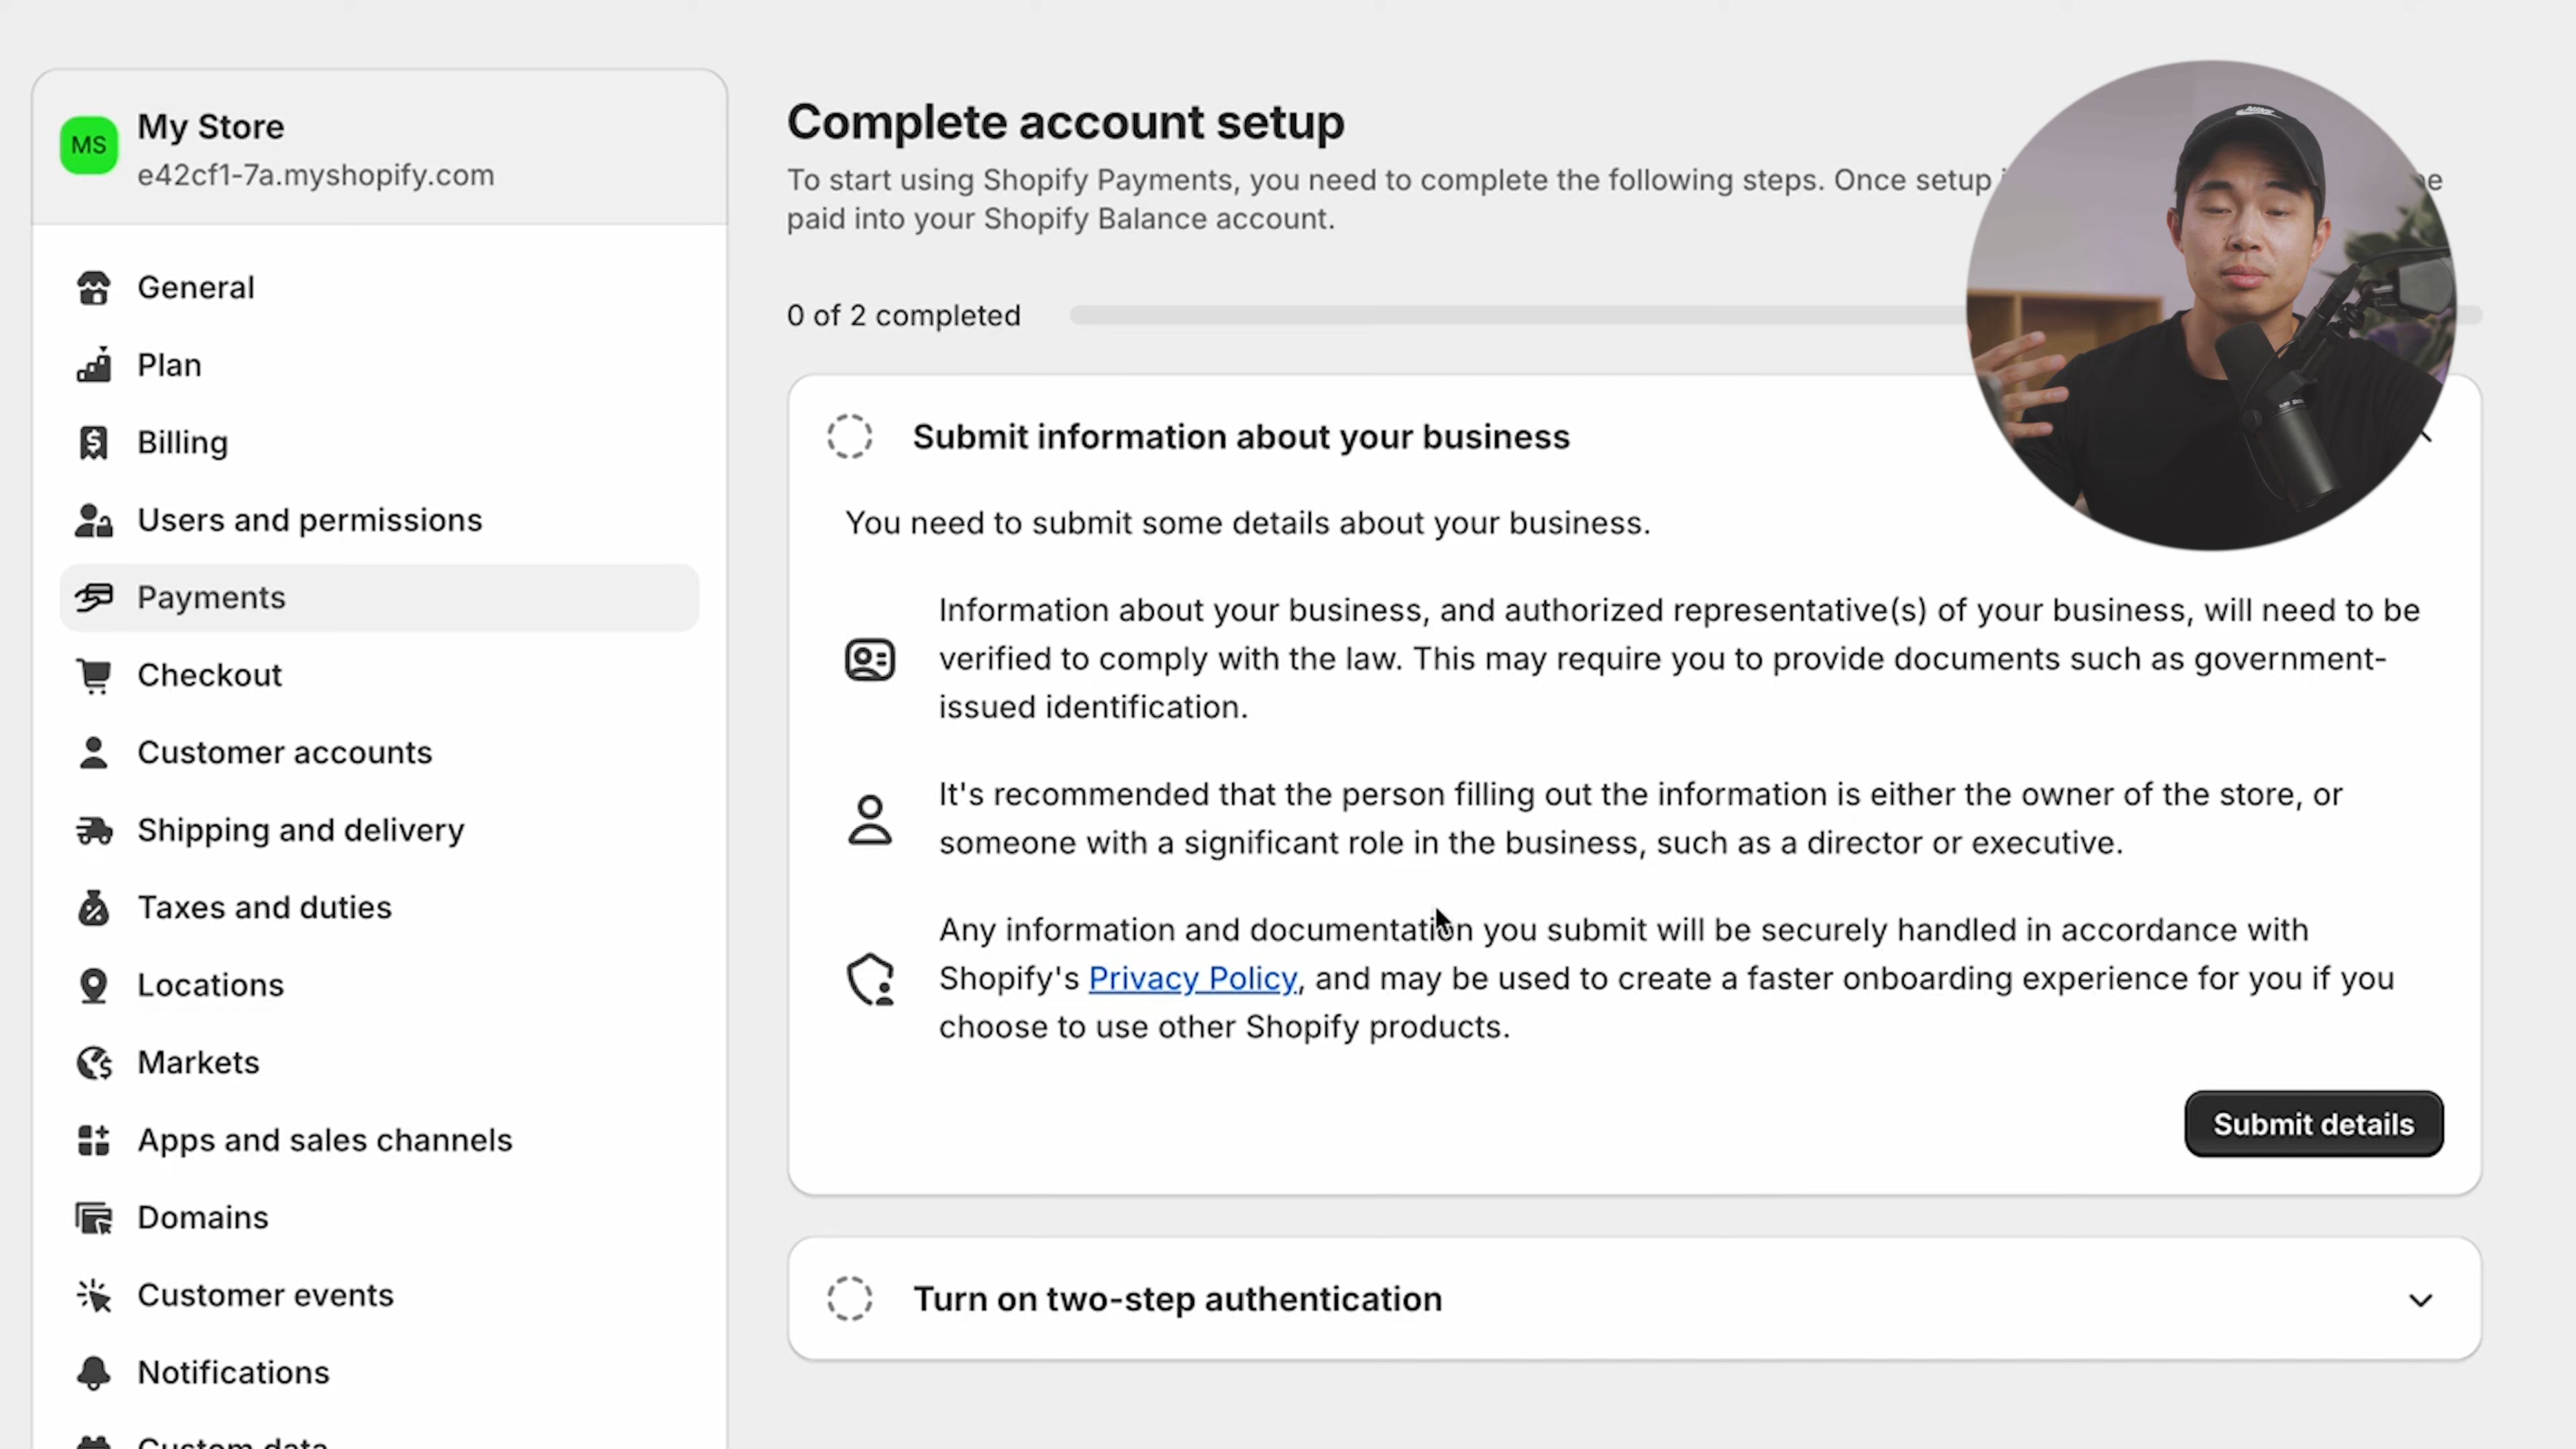 MS
My Store
e42cf1-7a.myshopify.com
General
Plan
Billing
Users and permissions
Payments
Checkout
Customer accounts
Shipping and delivery
Taxes and duties
Locations
Markets
Apps and sales channels
Domains
Customer events
Notifications
Custom data
Complete account setup
To start using Shopify Payments, you need to complete the following steps. Once setup
paid into your Shopify Balance account.
0 of 2 completed
Submit information about your business
You need to submit some details about your business.
Information about your business, and authorized representative(s) of your business, will need to be
verified to comply with the law. This may require you to provide documents such as government-
issued identification.
It's recommended that the person filling out the information is either the owner of the store, or
someone with a significant role in the business, such as a director or executive.
Any information and documentation you submit will be securely handled in accordance with
Shopify's Privacy Policy, and may be used to create a faster onboarding experience for you if you
choose to use other Shopify products.
Submit details
Turn on two-step authentication